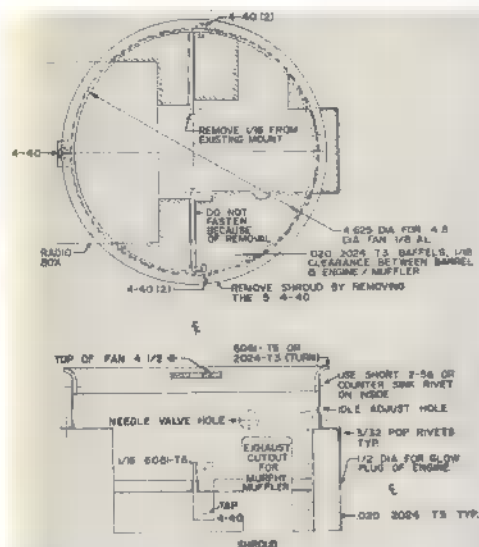 4-40 (2)
REMOVE 1/16 FROM
EXISTING MOUNT
4-40
DO NOT
FASTEN
BECAUSE
OF REMOVAL
4.625 DIA FOR 4.8
DIA FAN 1/8 AL.
.020 2024 T3 BAFFELS, 1/16
CLEARANCE BETWEEN BARREL
& ENGINE / MUFFLER
RADIO
BOX
4-40 (2)
REMOVE SHROUD BY REMOVING
THE 5 4-40
6061-T6 OR
2024-T3 (TURN)
TOP OF FAN 4 1/2
USE SHORT 2-56 OR
COUNTER SINK RIVET
ON INSIDE
NEEDLE VALVE HOLE
IDLE ADJUST HOLE
3/32 POP RIVETS
TYP.
1/16 6061-T6
EXHAUST
CUTOUT
FOR
MURPHY
MUFFLER
1/2 DIA FOR GLOW
PLUG OF ENGINE
TAP
4-40
.020 2024 T3 TYP.
SHROUD